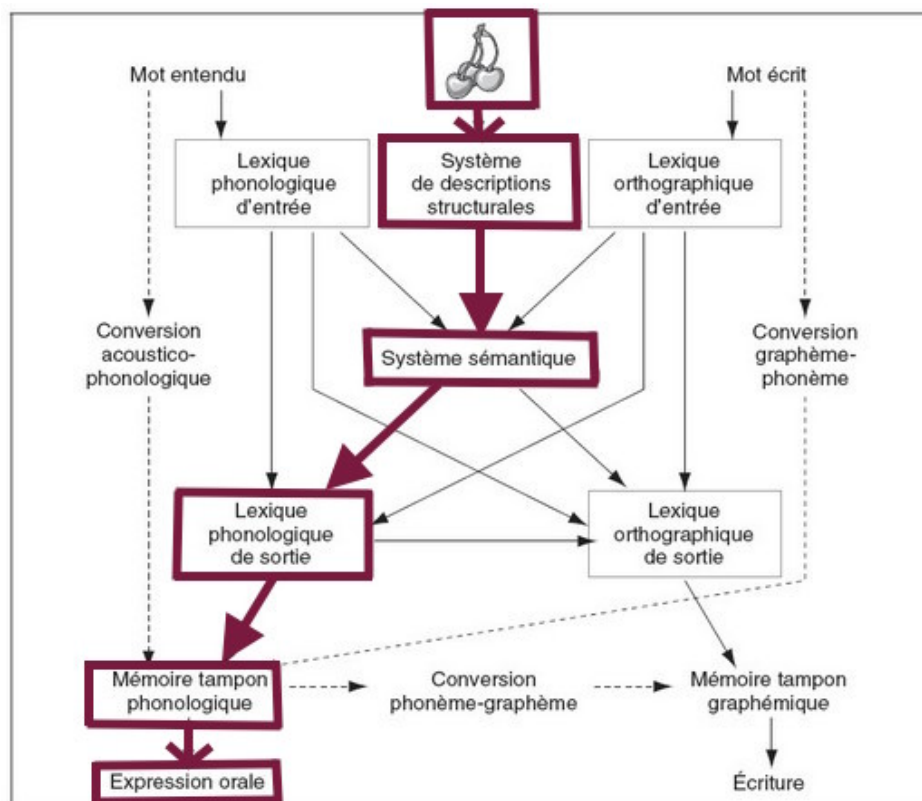 Mot entendu
Mot écrit
Lexique
phonologique
d'entrée
Système
de descriptions
structurales
Lexique
orthographique
d'entrée
Conversion
acoustico-
phonologique
Système sémantique
Conversion
graphème-
phonème
Lexique
phonologique
de sortie
Lexique
orthographique
de sortie
Mémoire tampon
phonologique
Conversion
phonème-graphème
Mémoire tampon
graphémique
Expression orale
Écriture